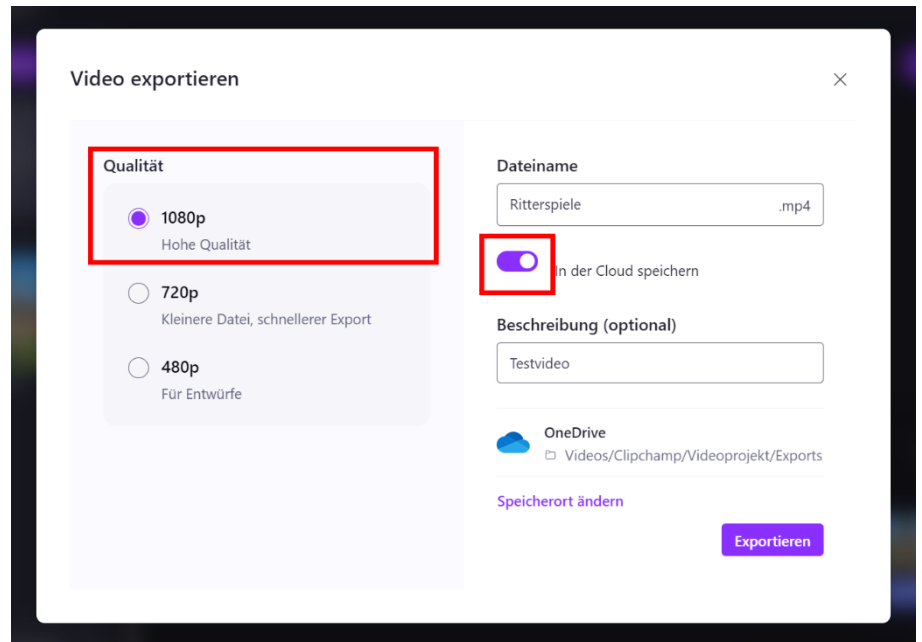 Video exportieren
Qualität
1080p
Hohe Qualität
720p
Kleinere Datei, schnellerer Export
480p
Für Entwürfe
Dateiname
Ritterspiele .mp4
In der Cloud speichern
Beschreibung (optional)
Testvideo
OneDrive
Videos/Clipchamp/Videoprojekt/Exports
Speicherort ändern
Exportieren